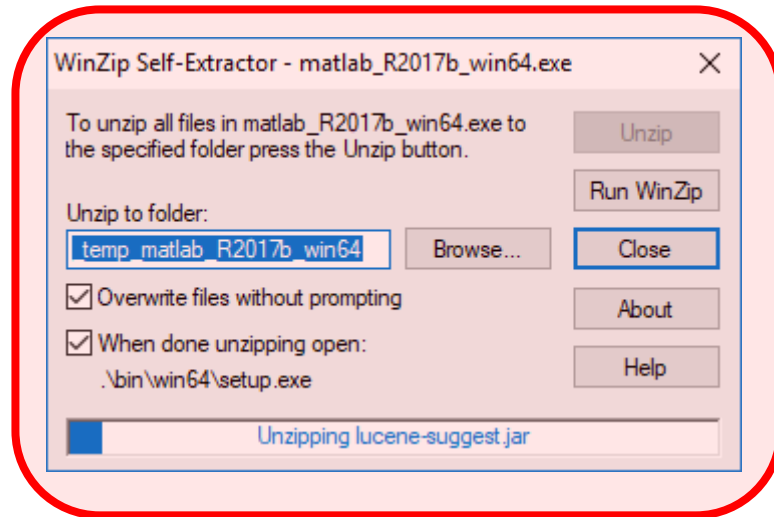 WinZip Self-Extractor - matlab_R2017b_win64.exe
To unzip all files in matlab_R2017b_win64.exe to
the specified folder press the Unzip button.
Unzip
Run WinZip
Unzip to folder:
_temp_matlab_R2017b_win64
Browse...
Close
Overwrite files without prompting
About
When done unzipping open:
.\bin\win64\setup.exe
Help
Unzipping lucene-suggest.jar